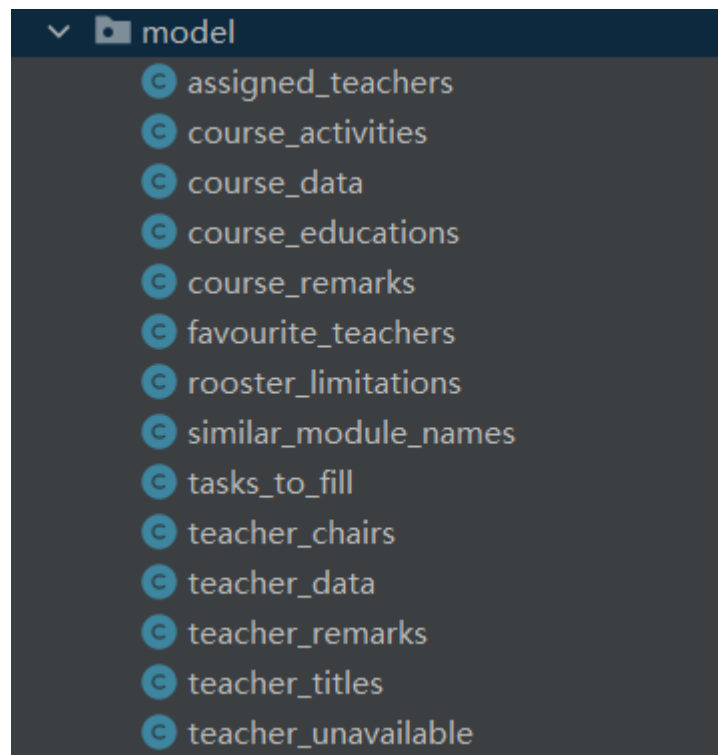 model
assigned_teachers
course_activities
course_data
course_educations
course_remarks
favourite_teachers
rooster_limitations
similar_module_names
tasks_to_fill
teacher_chairs
teacher_data
teacher_remarks
teacher_titles
teacher_unavailable